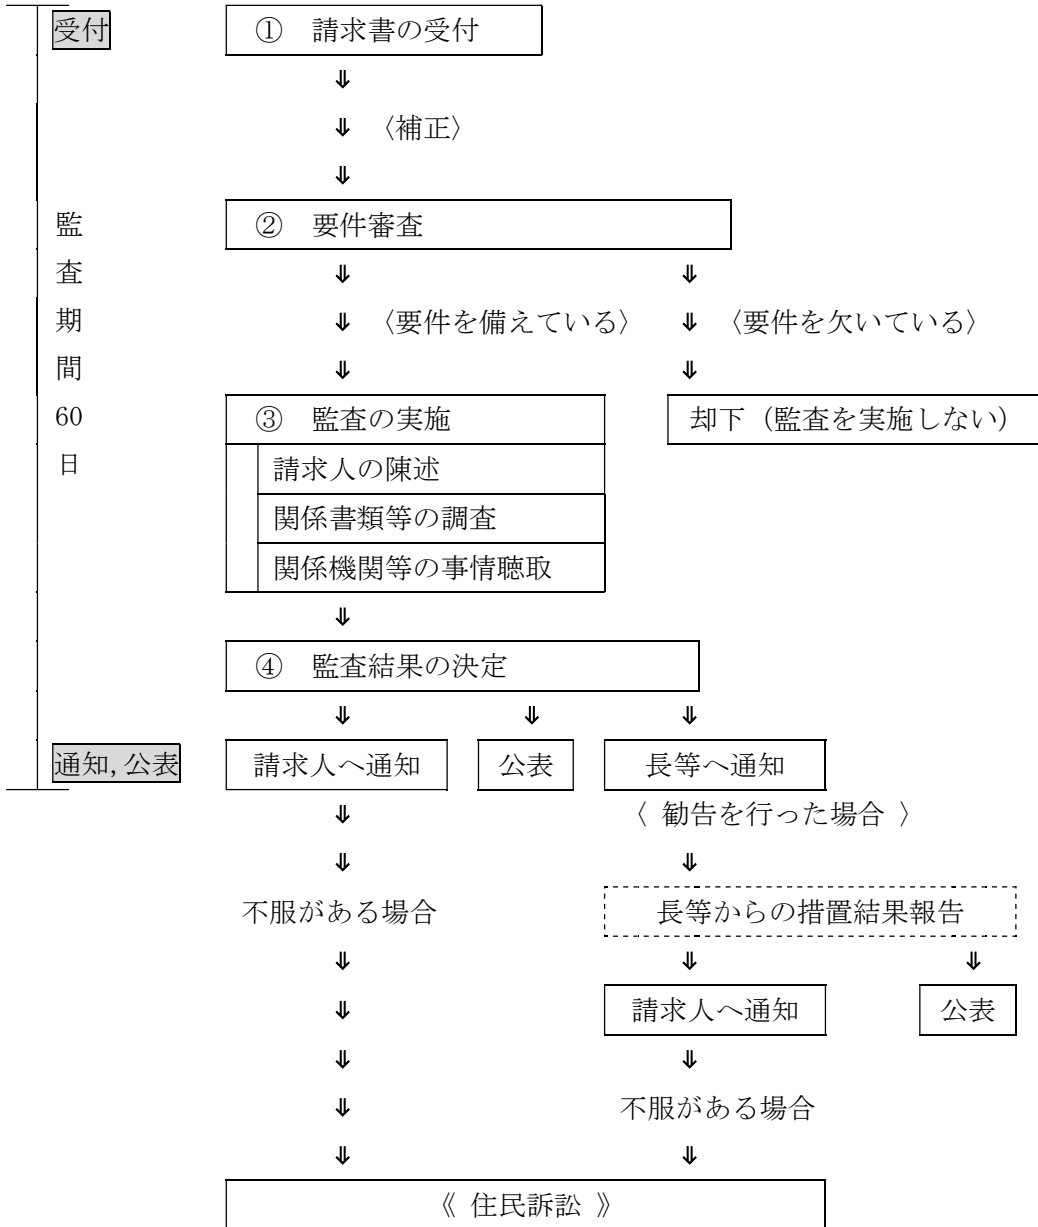 受付
① 請求書の受付
⇓
⇓ 〈補正〉
⇓
監査期間60日
② 要件審査
⇓ ⇓
⇓ 〈要件を備えている〉 ⇓ 〈要件を欠いている〉
⇓ ⇓
③ 監査の実施 却下（監査を実施しない）
請求人の陳述
関係書類等の調査
関係機関等の事情聴取
⇓
④ 監査結果の決定
⇓ ⇓ ⇓
通知,公表 請求人へ通知 公表 長等へ通知
⇓ 〈 勧告を行った場合 〉
⇓ ⇓
不服がある場合 長等からの措置結果報告
⇓ ⇓ ⇓
⇓ 請求人へ通知 公表
⇓ ⇓
⇓ 不服がある場合
⇓ ⇓
《 住民訴訟 》